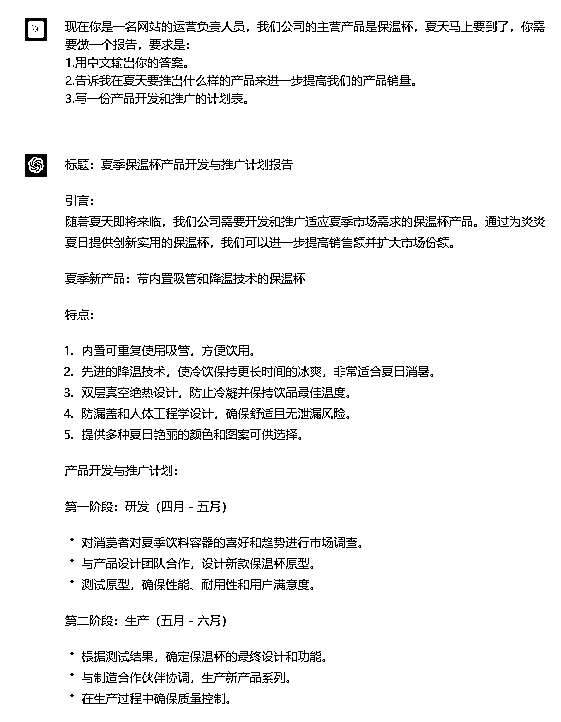 现在你是一名网站的运营负责人员，我们公司的主营产品是保温杯，夏天马上要到了，你需
要做一个报告，要求是：
1.用中文输出你的答案。
2.告诉我在夏天要推出什么样的产品来进一步提高我们的产品销量。
3.写一份产品开发和推广的计划表。
标题：夏季保温杯产品开发与推广计划报告
引言：
随着夏天即将来临，我们公司需要开发和推广适应夏季市场需求的保温杯产品。通过为炎炎
夏日提供创新实用的保温杯，我们可以进一步提高销售额并扩大市场份额。
夏季新产品：带内置吸管和降温技术的保温杯
特点：
1. 内置可重复使用吸管，方便饮用。
2. 先进的降温技术，使冷饮保持更长时间的冰爽，非常适合夏日消暑。
3. 双层真空绝热设计，防止冷凝并保持饮品最佳温度。
4. 防漏盖和人体工程学设计，确保舒适且无泄漏风险。
5. 提供多种夏日艳丽的颜色和图案可供选择。
产品开发与推广计划：
第一阶段：研发（四月 - 五月）
• 对消费者对夏季饮料容器的喜好和趋势进行市场调查。
• 与产品设计团队合作，设计新款保温杯原型。
• 测试原型，确保性能、耐用性和用户满意度。
第二阶段：生产（五月 - 六月）
• 根据测试结果，确定保温杯的最终设计和功能。
• 与制造合作伙伴协调，生产新产品系列。
• 在生产过程中确保质量控制。